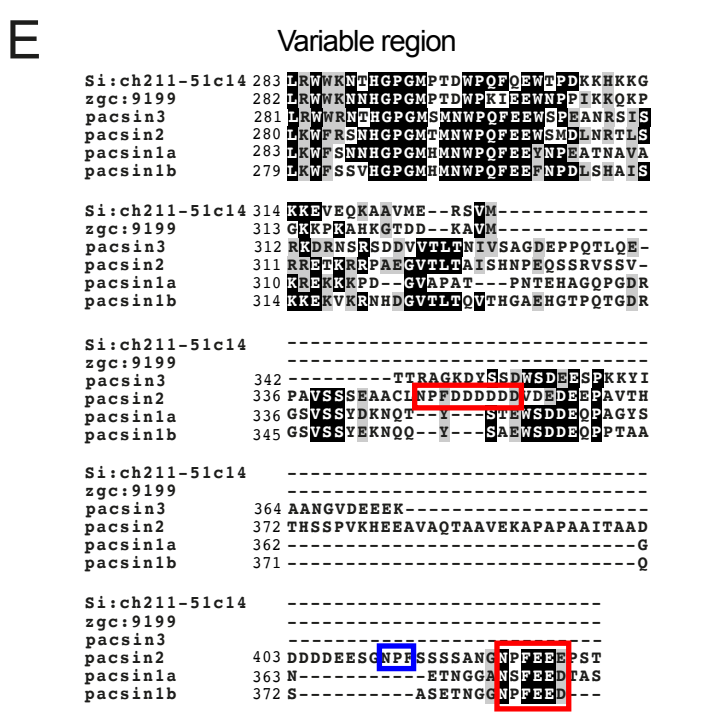 E
Variable region
Si:ch211-51c14 283 LRWWKNTHGPGMPTDWPQFQEWTPDKKHKKG
zgc:9199 282 LRWWKNNHGPGMPTDWPKIEEWNPPIKKQKP
pacsin3 281 LRWWRNTHGPGMSMNWPQFEEWSPEANRSIS
pacsin2 280 LKWFRSNHGPGMTMNWPQFEEWSMDLNRTLS
pacsin1a 283 LKWFSNNHGPGMHMNWPQFEEYNPEATNAVA
pacsin1b 279 LKWFSSVHGPGMHMNWPQFEEFNPDLSHAIS
Si:ch211-51c14 314 KKEVEQKAAVME--RSVM-------------
zgc:9199 313 GKKPKAHKGTDD--KAVM-------------
pacsin3 312 RKDRNSRSDDVVTLTNIVSAGDEPPQTLQE-
pacsin2 311 RRETKRRPAEGVTLTAISHNPEQSSRVSSV-
pacsin1a 310 KREKKKPD--GVAPAT---PNTEHAGQPGDR
pacsin1b 314 KKEKVKRNHDGVTLTQVTHGAEHGTPQTGDR
Si:ch211-51c14 -------------------------------
zgc:9199 -------------------------------
pacsin3 342 ---------TTRAGKDYSSDWSDEESPKKYI
pacsin2 336 PAVSSSEAACLNPFDDDDDDVDEDEEPAVTH
pacsin1a 336 GSVSSYDKNQT--Y---STEWSDDEQPAGYS
pacsin1b 345 GSVSSYEKNQQ--Y---SAEWSDDEQPPTAA
Si:ch211-51c14 -------------------------------
zgc:9199 -------------------------------
pacsin3 364 AANGVDEEEK---------------------
pacsin2 372 THSSPVKHEEAVAQTAAVEKAPAPAAITAAD
pacsin1a 362 ------------------------------G
pacsin1b 371 ------------------------------Q
Si:ch211-51c14 ---------------------------
zgc:9199 ---------------------------
pacsin3 ---------------------------
pacsin2 403 DDDDEESGNPFSSSSANGNPFEEEPST
pacsin1a 363 N-----------ETNGGANSFEEDTAS
pacsin1b 372 S-----------ASETNGGNPFEED---